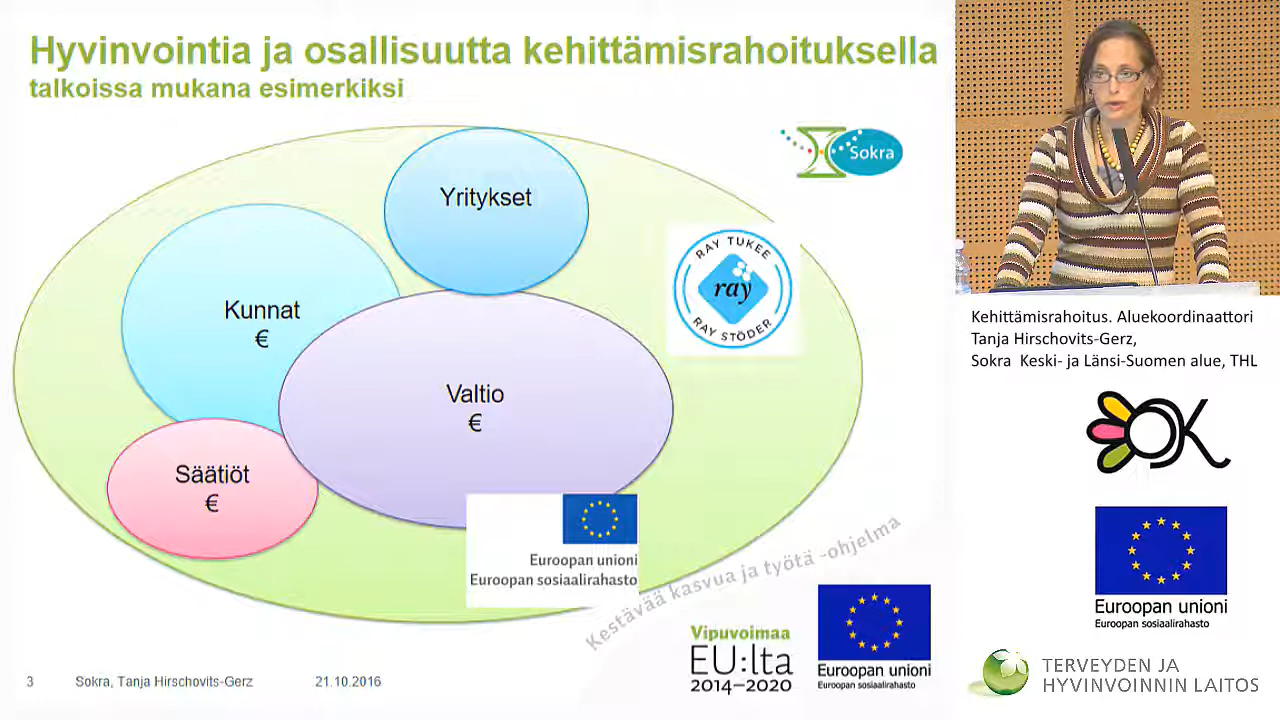 Hyvinvointia ja osallisuutta kehittämisrahoituksella
talkoissa mukana esimerkiksi
Sokra
Yritykset
RAY TUKEE
ray
RAY STÖDER
Kunnat
€
Valtio
€
Säätiöt
€
Euroopan unioni
Euroopan sosiaalirahasto
Kestävää kasvua ja työtä -ohjelma
Vipuvoimaa
EU:lta
2014–2020
Euroopan unioni
Euroopan sosiaalirahasto
3 Sokra, Tanja Hirschovits-Gerz 21.10.2016
Kehittämisrahoitus. Aluekoordinaattori
Tanja Hirschovits-Gerz,
Sokra Keski- ja Länsi-Suomen alue, THL
OK
Euroopan unioni
Euroopan sosiaalirahasto
TERVEYDEN JA
HYVINVOINNIN LAITOS